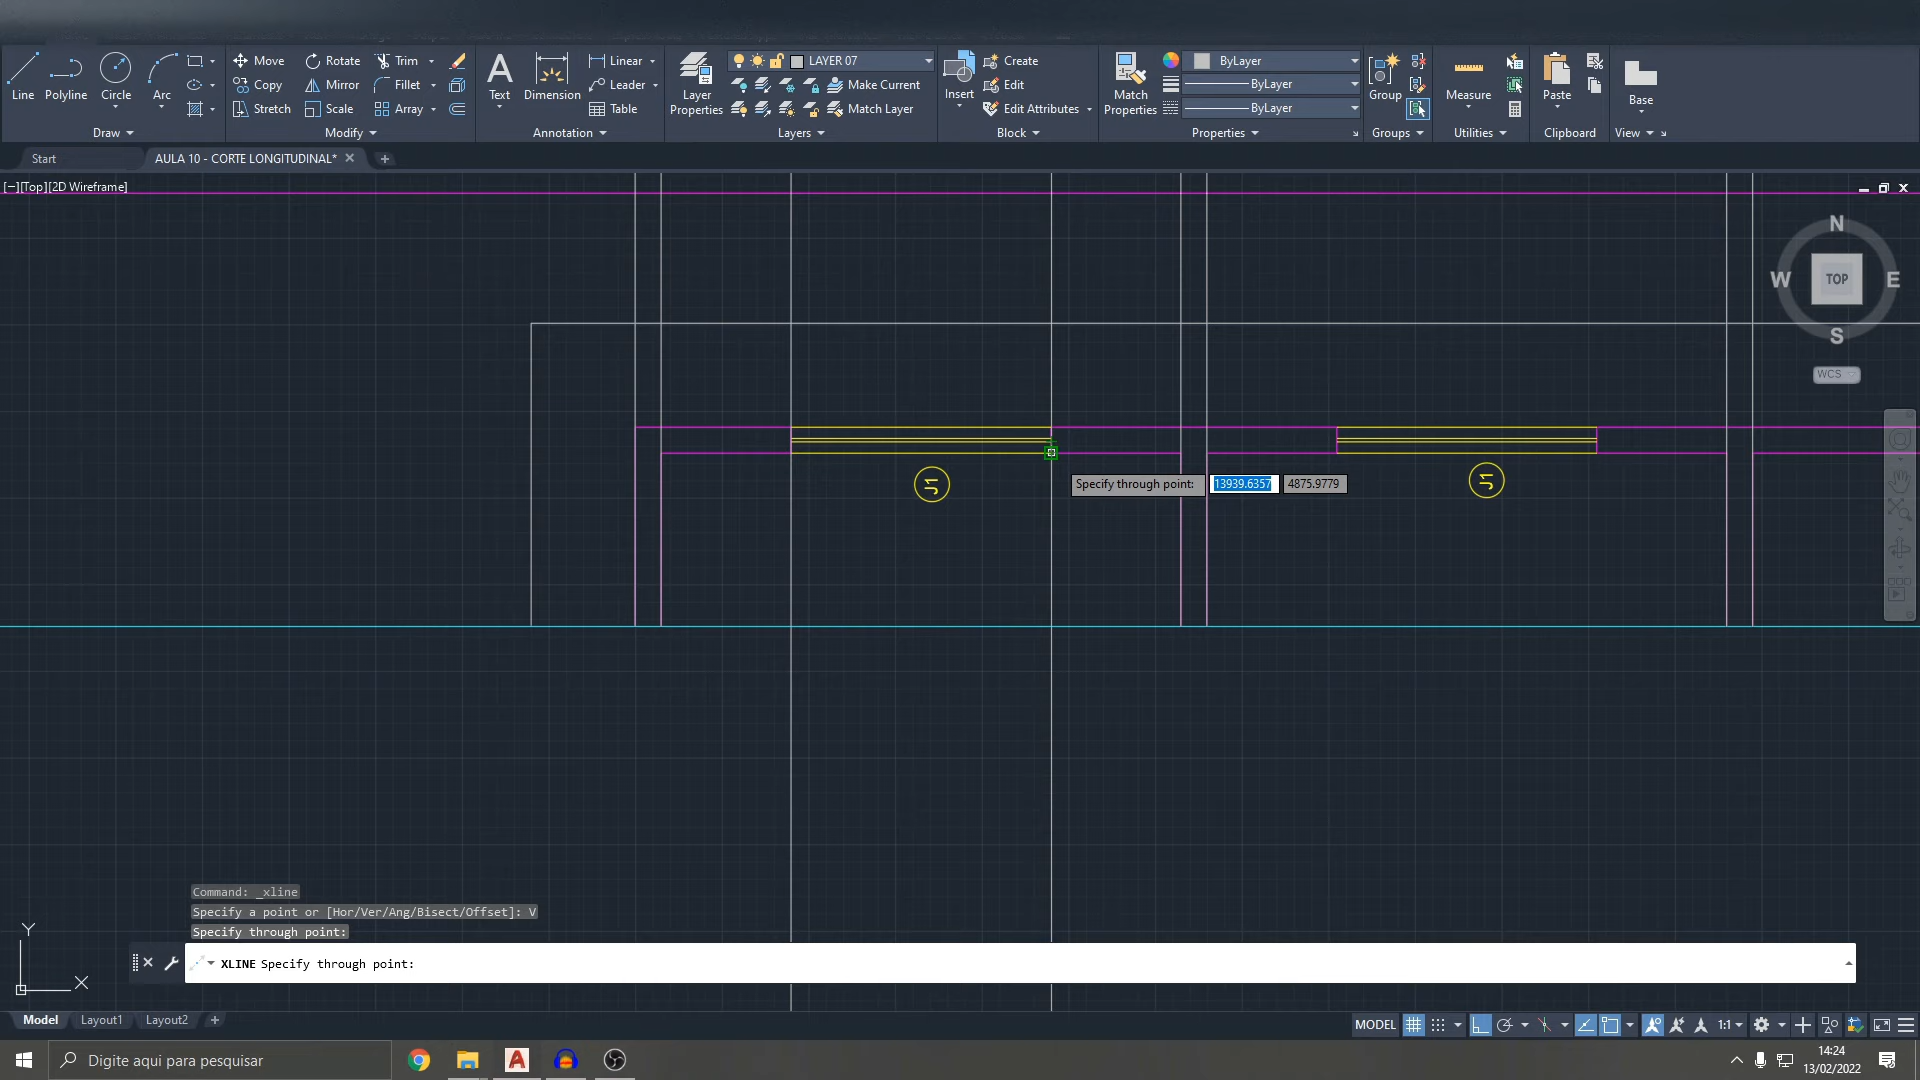 Line
Polyline
Circle
Arc
Move
Rotate
Trim
Copy
Mirror
Fillet
Stretch
Scale
Array
Text
Dimension
Linear
Leader
Table
Layer
Properties
LAYER 07
Make Current
Match Layer
Insert
Create
Edit
Edit Attributes
Match
Properties
ByLayer
ByLayer
ByLayer
Group
Measure
Paste
Base
Draw
Modify
Annotation
Layers
Block
Properties
Groups
Utilities
Clipboard
View
Start
AULA 10 - CORTE LONGITUDINAL*
[−][Top][2D Wireframe]
N
W
TOP
E
S
WCS
Specify through point:
13939.6357
4875.9779
J1
J1
Command: _xline
Specify a point or [Hor/Ver/Ang/Bisect/Offset]: V
Specify through point:
Y
X
XLINE Specify through point:
Model
Layout1
Layout2
MODEL
1:1
Digite aqui para pesquisar
14:24
13/02/2022